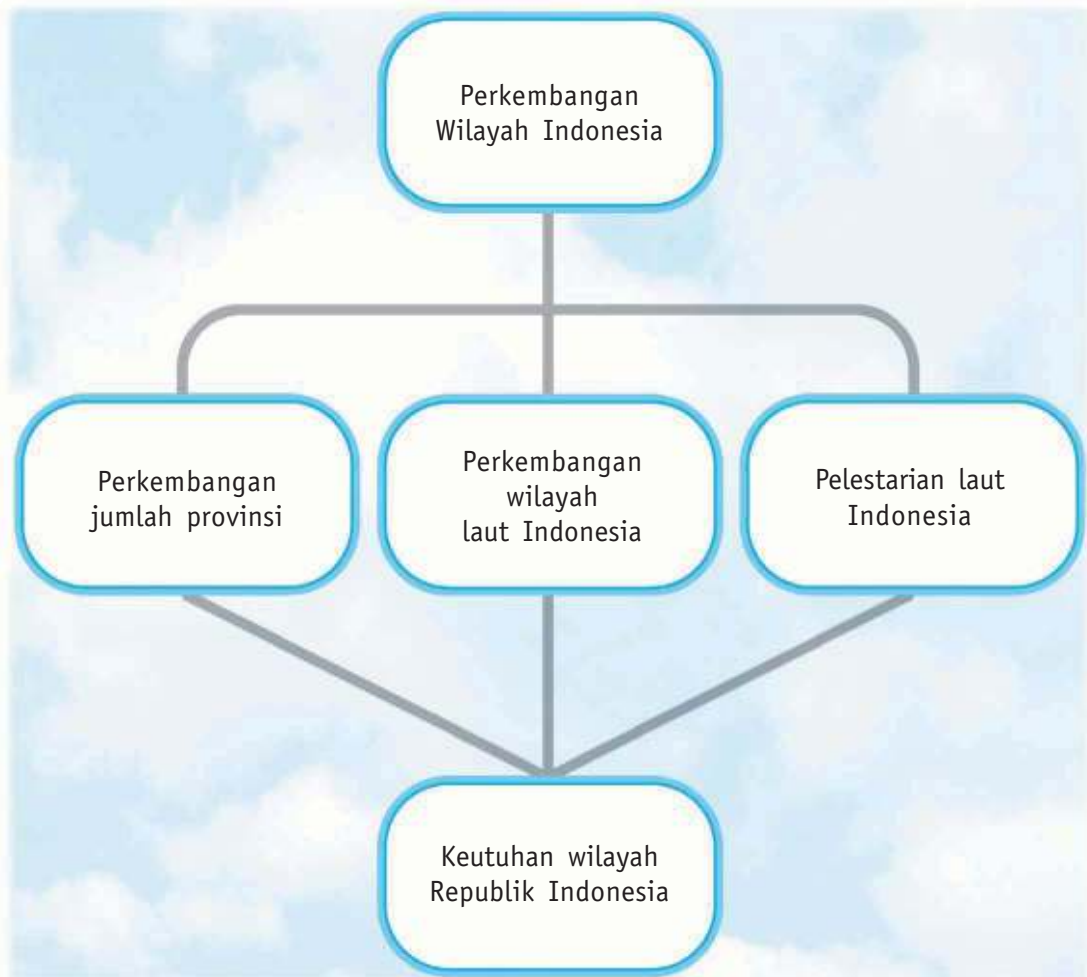 Perkembangan
Wilayah Indonesia
Perkembangan
jumlah provinsi
Perkembangan
wilayah
laut Indonesia
Pelestarian laut
Indonesia
Keutuhan wilayah
Republik Indonesia